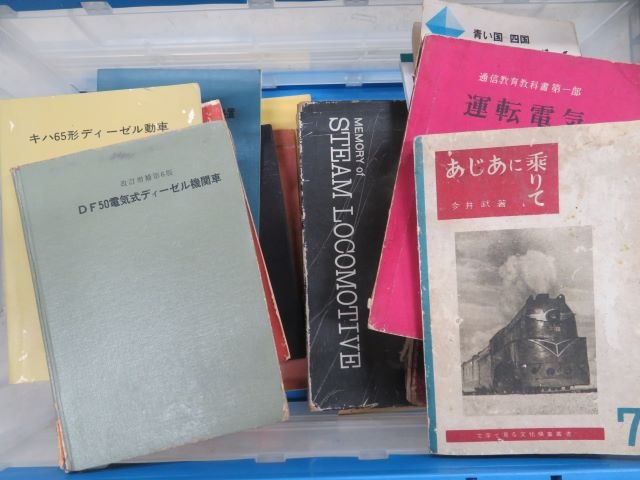 青い国 四国
通信教育教科書第一部
運転電気
キハ65形ディーゼル動車
改訂増補第6版
DF50電気式ディーゼル機関車
MEMORY of
STEAM LOCOMOTIVE
あじあに
乗りて
今井 著
7